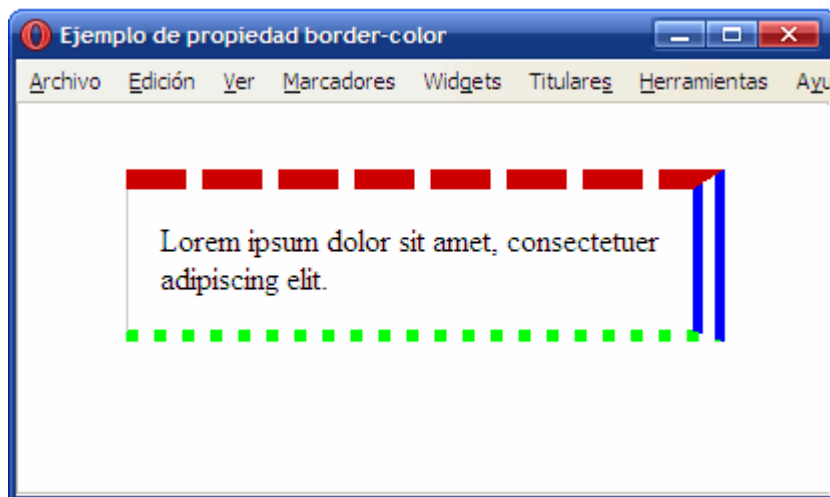 Ejemplo de propiedad border-color
Archivo Edición Ver Marcadores Widgets Titulares Herramientas Ayu
Lorem ipsum dolor sit amet, consectetuer
adipiscing elit.